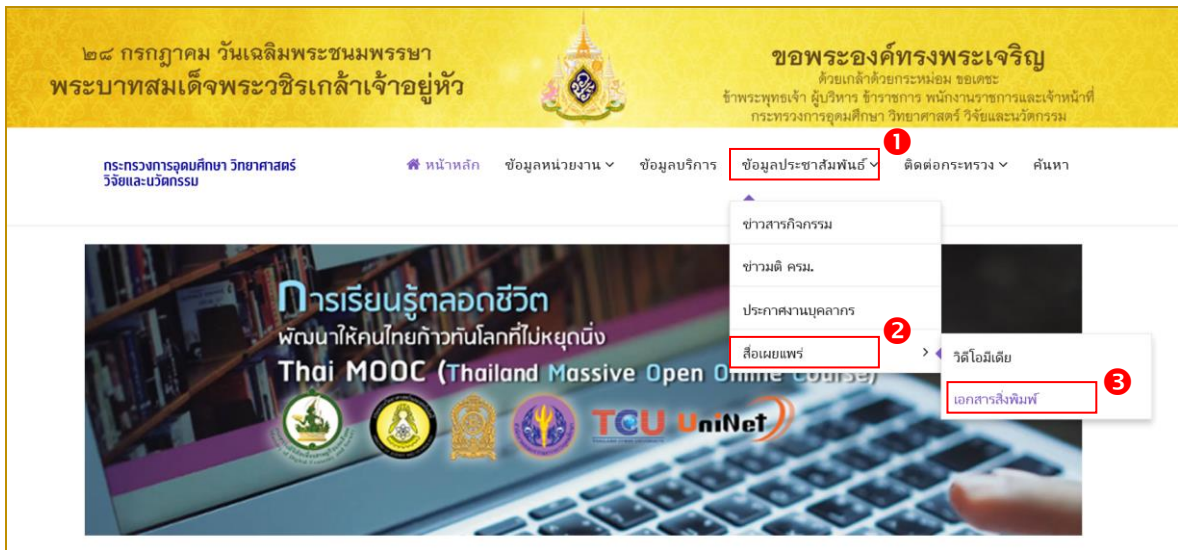 ๒๘ กรกฎาคม วันเฉลิมพระชนมพรรษา
พระบาทสมเด็จพระวชิรเกล้าเจ้าอยู่หัว
ขอพระองค์ทรงพระเจริญ
ด้วยเกล้าด้วยกระหม่อม ขอเดชะ
ข้าพระพุทธเจ้า ผู้บริหาร ข้าราชการ พนักงานราชการและเจ้าหน้าที่
กระทรวงการอุดมศึกษา วิทยาศาสตร์ วิจัยและนวัตกรรม
1
กระทรวงการอุดมศึกษา วิทยาศาสตร์
วิจัยและนวัตกรรม
หน้าหลัก ข้อมูลหน่วยงาน ข้อมูลบริการ ข้อมูลประชาสัมพันธ์ ติดต่อกระทรวง ค้นหา
ข่าวสารกิจกรรม
ข่าวมติ ครม.
ประกาศงานบุคลากร
2
สื่อเผยแพร่
วิดีโอมีเดีย
3
เอกสารสิ่งพิมพ์
การเรียนรู้ตลอดชีวิต
พัฒนาให้คนไทยก้าวทันโลกที่ไม่หยุดนิ่ง
Thai MOOC (Thailand Massive Open Online Course)
TCU UniNet